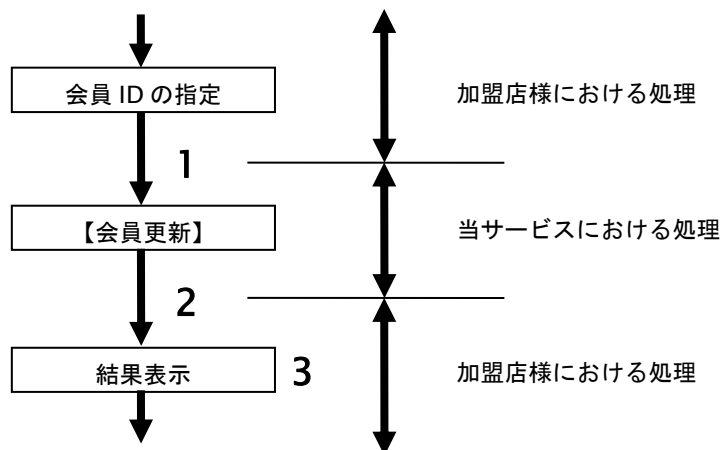 会員 ID の指定
加盟店様における処理
1
【会員更新】
当サービスにおける処理
2
結果表示
3
加盟店様における処理